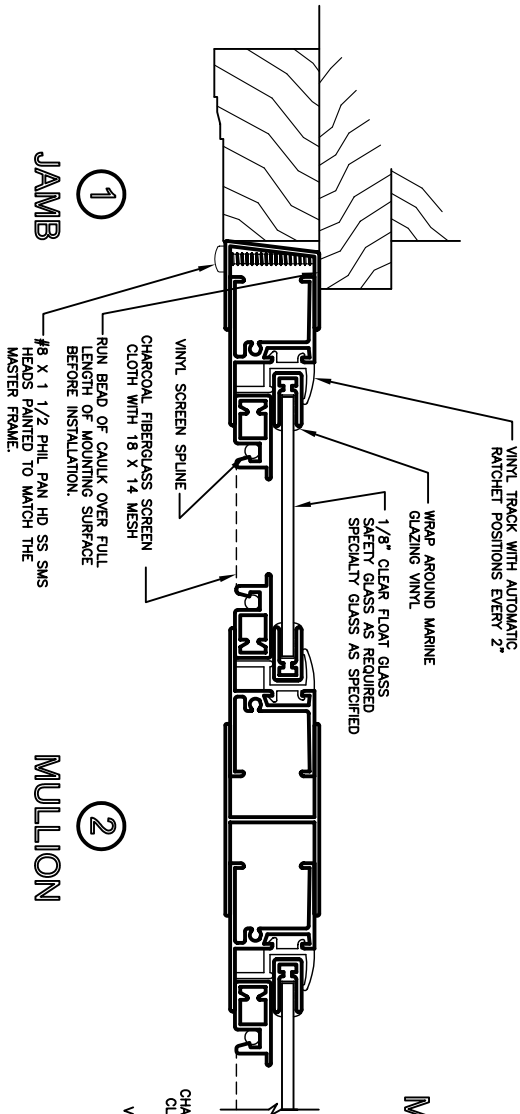 VINYL TRACK WITH AUTOMATIC
RATCHET POSITIONS EVERY 2"
WRAP AROUND MARINE
GLAZING VINYL
1/8" CLEAR FLOAT GLASS
SAFETY GLASS AS REQUIRED
SPECIALTY GLASS AS SPECIFIED
VINYL SCREEN SPLINE
CHARCOAL FIBERGLASS SCREEN
CLOTH WITH 18 X 14 MESH
RUN BEAD OF CAULK OVER FULL
LENGTH OF MOUNTING SURFACE
BEFORE INSTALLATION.
#8 X 1 1/2 PHIL PAN HD SS SMS
HEADS PAINTED TO MATCH THE
MASTER FRAME.
1
JAMB
2
MULLION
M
CHA
CL
V